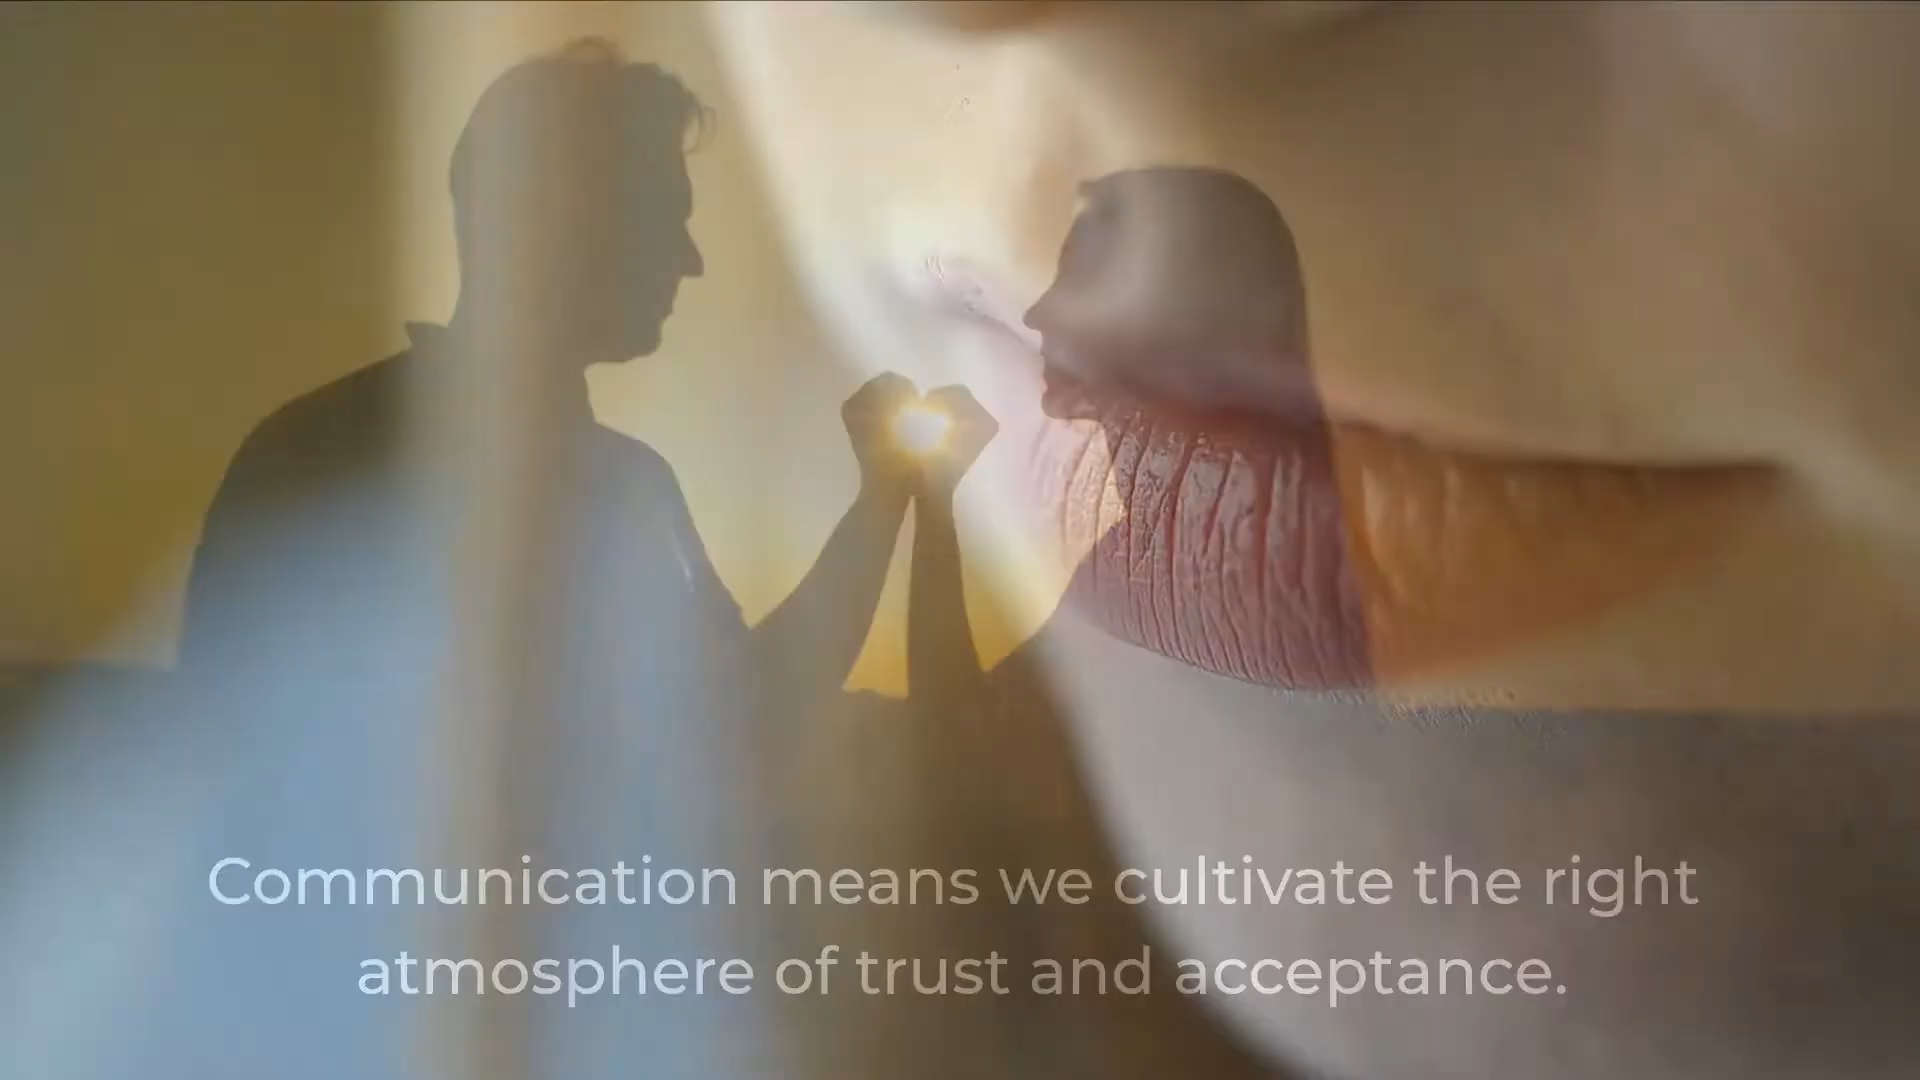 Communication means we cultivate the right
atmosphere of trust and acceptance.